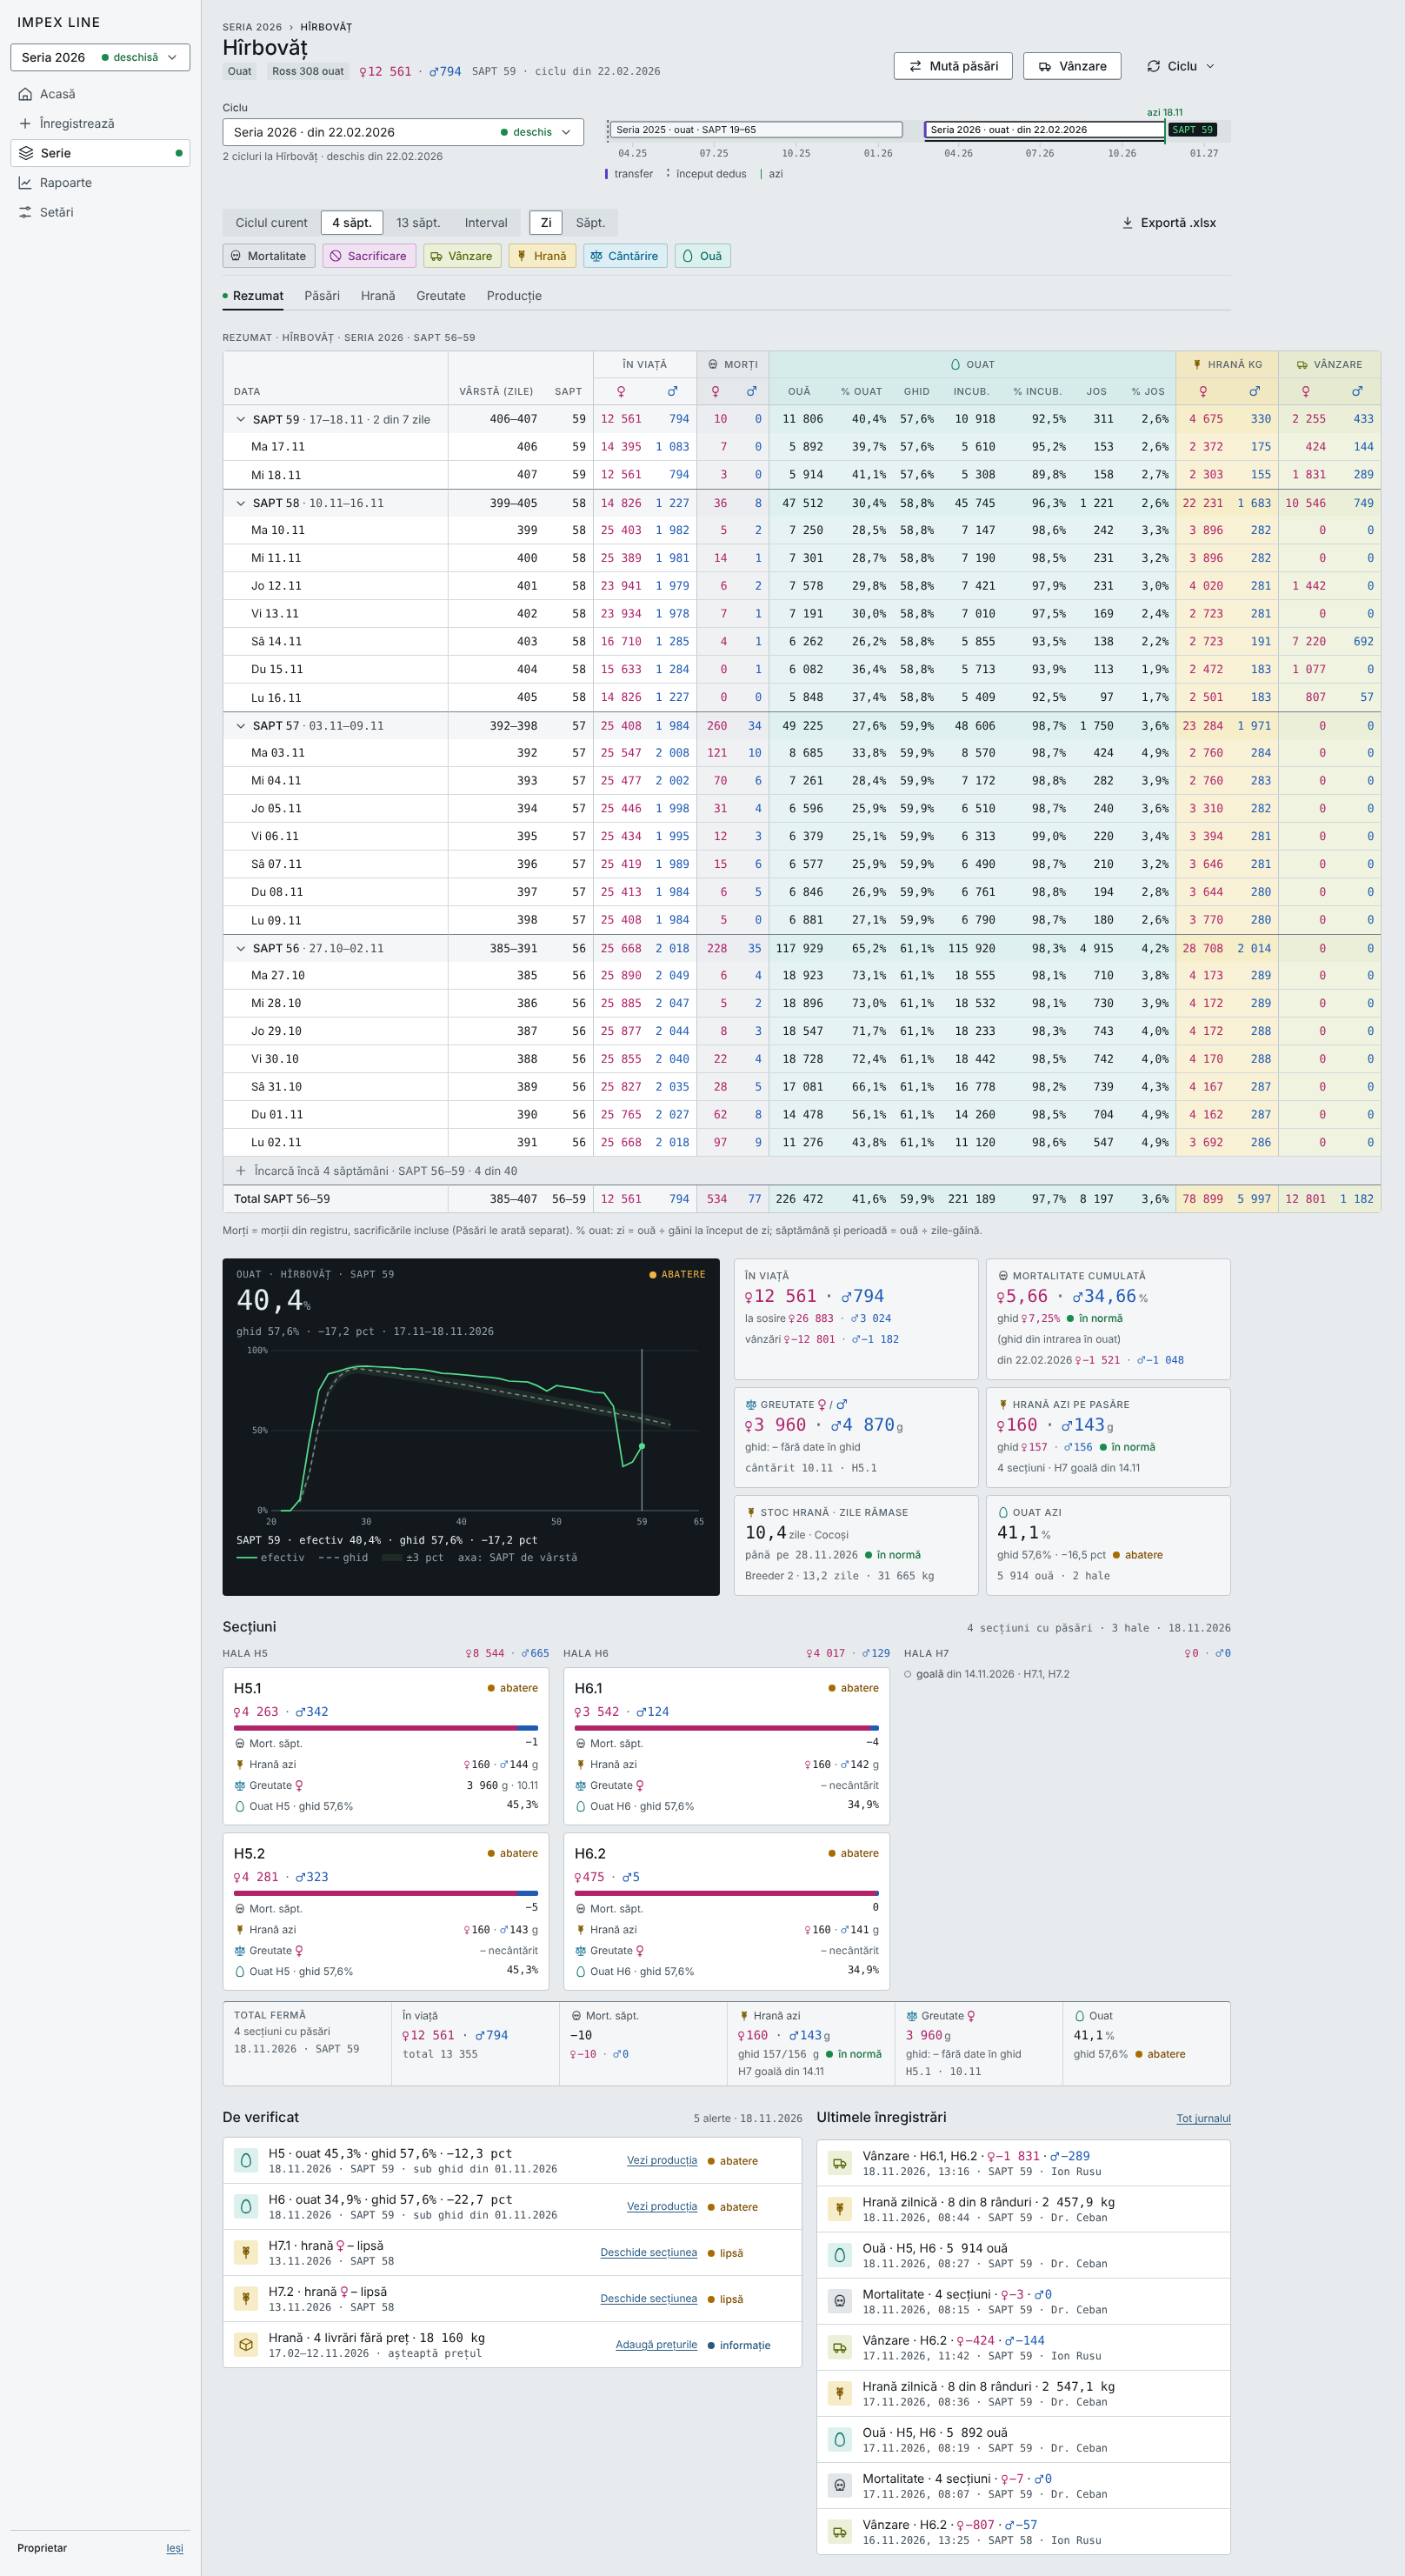 IMPEX LINE
Seria 2026 deschisă
Acasă
Înregistrează
Serie
Rapoarte
Setări
SERIA 2026 › HÎRBOVĂȚ
Hîrbovăț
Ouat Ross 308 ouat ♀12 561 · ♂794 SAPT 59 · ciclu din 22.02.2026
Mută păsări Vânzare Ciclu
Ciclu
Seria 2026 · din 22.02.2026 deschis
2 cicluri la Hîrbovăț · deschis din 22.02.2026
azi 18.11
Seria 2025 · ouat · SAPT 19–65 Seria 2026 · ouat · din 22.02.2026 SAPT 59
04.25 07.25 10.25 01.26 04.26 07.26 10.26 01.27
transfer început dedus azi
Ciclul curent 4 săpt. 13 săpt. Interval Zi Săpt. Exportă .xlsx
Mortalitate Sacrificare Vânzare Hrană Cântărire Ouă
Rezumat Păsări Hrană Greutate Producție
REZUMAT · HÎRBOVĂȚ · SERIA 2026 · SAPT 56–59
ÎN VIAȚĂ MORȚI OUAT HRANĂ KG VÂNZARE
DATA VÂRSTĂ (ZILE) SAPT ♀ ♂ ♀ ♂ OUĂ % OUAT GHID INCUB. % INCUB. JOS % JOS ♀ ♂ ♀ ♂
SAPT 59 · 17–18.11 · 2 din 7 zile 406–407 59 12 561 794 10 0 11 806 40,4% 57,6% 10 918 92,5% 311 2,6% 4 675 330 2 255 433
Ma 17.11 406 59 14 395 1 083 7 0 5 892 39,7% 57,6% 5 610 95,2% 153 2,6% 2 372 175 424 144
Mi 18.11 407 59 12 561 794 3 0 5 914 41,1% 57,6% 5 308 89,8% 158 2,7% 2 303 155 1 831 289
SAPT 58 · 10.11–16.11 399–405 58 14 826 1 227 36 8 47 512 30,4% 58,8% 45 745 96,3% 1 221 2,6% 22 231 1 683 10 546 749
Ma 10.11 399 58 25 403 1 982 5 2 7 250 28,5% 58,8% 7 147 98,6% 242 3,3% 3 896 282 0 0
Mi 11.11 400 58 25 389 1 981 14 1 7 301 28,7% 58,8% 7 190 98,5% 231 3,2% 3 896 282 0 0
Jo 12.11 401 58 23 941 1 979 6 2 7 578 29,8% 58,8% 7 421 97,9% 231 3,0% 4 020 281 1 442 0
Vi 13.11 402 58 23 934 1 978 7 1 7 191 30,0% 58,8% 7 010 97,5% 169 2,4% 2 723 281 0 0
Sâ 14.11 403 58 16 710 1 285 4 1 6 262 26,2% 58,8% 5 855 93,5% 138 2,2% 2 723 191 7 220 692
Du 15.11 404 58 15 633 1 284 0 1 6 082 36,4% 58,8% 5 713 93,9% 113 1,9% 2 472 183 1 077 0
Lu 16.11 405 58 14 826 1 227 0 0 5 848 37,4% 58,8% 5 409 92,5% 97 1,7% 2 501 183 807 57
SAPT 57 · 03.11–09.11 392–398 57 25 408 1 984 260 34 49 225 27,6% 59,9% 48 606 98,7% 1 750 3,6% 23 284 1 971 0 0
Ma 03.11 392 57 25 547 2 008 121 10 8 685 33,8% 59,9% 8 570 98,7% 424 4,9% 2 760 284 0 0
Mi 04.11 393 57 25 477 2 002 70 6 7 261 28,4% 59,9% 7 172 98,8% 282 3,9% 2 760 283 0 0
Jo 05.11 394 57 25 446 1 998 31 4 6 596 25,9% 59,9% 6 510 98,7% 240 3,6% 3 310 282 0 0
Vi 06.11 395 57 25 434 1 995 12 3 6 379 25,1% 59,9% 6 313 99,0% 220 3,4% 3 394 281 0 0
Sâ 07.11 396 57 25 419 1 989 15 6 6 577 25,9% 59,9% 6 490 98,7% 210 3,2% 3 646 281 0 0
Du 08.11 397 57 25 413 1 984 6 5 6 846 26,9% 59,9% 6 761 98,8% 194 2,8% 3 644 280 0 0
Lu 09.11 398 57 25 408 1 984 5 0 6 881 27,1% 59,9% 6 790 98,7% 180 2,6% 3 770 280 0 0
SAPT 56 · 27.10–02.11 385–391 56 25 668 2 018 228 35 117 929 65,2% 61,1% 115 920 98,3% 4 915 4,2% 28 708 2 014 0 0
Ma 27.10 385 56 25 890 2 049 6 4 18 923 73,1% 61,1% 18 555 98,1% 710 3,8% 4 173 289 0 0
Mi 28.10 386 56 25 885 2 047 5 2 18 896 73,0% 61,1% 18 532 98,1% 730 3,9% 4 172 289 0 0
Jo 29.10 387 56 25 877 2 044 8 3 18 547 71,7% 61,1% 18 233 98,3% 743 4,0% 4 172 288 0 0
Vi 30.10 388 56 25 855 2 040 22 4 18 728 72,4% 61,1% 18 442 98,5% 742 4,0% 4 170 288 0 0
Sâ 31.10 389 56 25 827 2 035 28 5 17 081 66,1% 61,1% 16 778 98,2% 739 4,3% 4 167 287 0 0
Du 01.11 390 56 25 765 2 027 62 8 14 478 56,1% 61,1% 14 260 98,5% 704 4,9% 4 162 287 0 0
Lu 02.11 391 56 25 668 2 018 97 9 11 276 43,8% 61,1% 11 120 98,6% 547 4,9% 3 692 286 0 0
Încarcă încă 4 săptămâni · SAPT 56–59 · 4 din 40
Total SAPT 56–59 385–407 56–59 12 561 794 534 77 226 472 41,6% 59,9% 221 189 97,7% 8 197 3,6% 78 899 5 997 12 801 1 182
Morți = morții din registru, sacrificările incluse (Păsări le arată separat). % ouat: zi = ouă ÷ găini la început de zi; săptămână și perioadă = ouă ÷ zile-găină.
OUAT · HÎRBOVĂȚ · SAPT 59 ABATERE
40,4%
ghid 57,6% · −17,2 pct · 17.11–18.11.2026
100%
50%
0%
20 30 40 50 59 65
SAPT 59 · efectiv 40,4% · ghid 57,6% · −17,2 pct
efectiv ghid ±3 pct axa: SAPT de vârstă
ÎN VIAȚĂ
♀12 561 · ♂794
la sosire ♀26 883 · ♂3 024
vânzări ♀−12 801 · ♂−1 182
MORTALITATE CUMULATĂ
♀5,66 · ♂34,66%
ghid ♀7,25% în normă
(ghid din intrarea în ouat)
din 22.02.2026 ♀−1 521 · ♂−1 048
GREUTATE ♀ / ♂
♀3 960 · ♂4 870g
ghid: – fără date în ghid
cântărit 10.11 · H5.1
HRANĂ AZI PE PASĂRE
♀160 · ♂143g
ghid ♀157 · ♂156 în normă
4 secțiuni · H7 goală din 14.11
STOC HRANĂ · ZILE RĂMASE
10,4 zile · Cocoși
până pe 28.11.2026 în normă
Breeder 2 · 13,2 zile · 31 665 kg
OUAT AZI
41,1%
ghid 57,6% · −16,5 pct abatere
5 914 ouă · 2 hale
Secțiuni 4 secțiuni cu păsări · 3 hale · 18.11.2026
HALA H5 ♀8 544 · ♂665
H5.1 abatere
♀4 263 · ♂342
Mort. săpt. −1
Hrană azi ♀160 · ♂144 g
Greutate ♀ 3 960 g · 10.11
Ouat H5 · ghid 57,6% 45,3%
H5.2 abatere
♀4 281 · ♂323
Mort. săpt. −5
Hrană azi ♀160 · ♂143 g
Greutate ♀ – necântărit
Ouat H5 · ghid 57,6% 45,3%
HALA H6 ♀4 017 · ♂129
H6.1 abatere
♀3 542 · ♂124
Mort. săpt. −4
Hrană azi ♀160 · ♂142 g
Greutate ♀ – necântărit
Ouat H6 · ghid 57,6% 34,9%
H6.2 abatere
♀475 · ♂5
Mort. săpt. 0
Hrană azi ♀160 · ♂141 g
Greutate ♀ – necântărit
Ouat H6 · ghid 57,6% 34,9%
HALA H7 ♀0 · ♂0
goală din 14.11.2026 · H7.1, H7.2
TOTAL FERMĂ
4 secțiuni cu păsări
18.11.2026 · SAPT 59
În viață
♀12 561 · ♂794
total 13 355
Mort. săpt.
−10
♀−10 · ♂0
Hrană azi
♀160 · ♂143g
ghid 157/156 g în normă
H7 goală din 14.11
Greutate ♀
3 960g
ghid: – fără date în ghid
H5.1 · 10.11
Ouat
41,1%
ghid 57,6% abatere
De verificat 5 alerte · 18.11.2026
H5 · ouat 45,3% · ghid 57,6% · −12,3 pct
18.11.2026 · SAPT 59 · sub ghid din 01.11.2026
Vezi producția abatere
H6 · ouat 34,9% · ghid 57,6% · −22,7 pct
18.11.2026 · SAPT 59 · sub ghid din 01.11.2026
Vezi producția abatere
H7.1 · hrană ♀ – lipsă
13.11.2026 · SAPT 58
Deschide secțiunea lipsă
H7.2 · hrană ♀ – lipsă
13.11.2026 · SAPT 58
Deschide secțiunea lipsă
Hrană · 4 livrări fără preț · 18 160 kg
17.02–12.11.2026 · așteaptă prețul
Adaugă prețurile informație
Ultimele înregistrări Tot jurnalul
Vânzare · H6.1, H6.2 · ♀−1 831 · ♂−289
18.11.2026, 13:16 · SAPT 59 · Ion Rusu
Hrană zilnică · 8 din 8 rânduri · 2 457,9 kg
18.11.2026, 08:44 · SAPT 59 · Dr. Ceban
Ouă · H5, H6 · 5 914 ouă
18.11.2026, 08:27 · SAPT 59 · Dr. Ceban
Mortalitate · 4 secțiuni · ♀−3 · ♂0
18.11.2026, 08:15 · SAPT 59 · Dr. Ceban
Vânzare · H6.2 · ♀−424 · ♂−144
17.11.2026, 11:42 · SAPT 59 · Ion Rusu
Hrană zilnică · 8 din 8 rânduri · 2 547,1 kg
17.11.2026, 08:36 · SAPT 59 · Dr. Ceban
Ouă · H5, H6 · 5 892 ouă
17.11.2026, 08:19 · SAPT 59 · Dr. Ceban
Mortalitate · 4 secțiuni · ♀−7 · ♂0
17.11.2026, 08:07 · SAPT 59 · Dr. Ceban
Vânzare · H6.2 · ♀−807 · ♂−57
16.11.2026, 13:25 · SAPT 58 · Ion Rusu
Proprietar Ieși